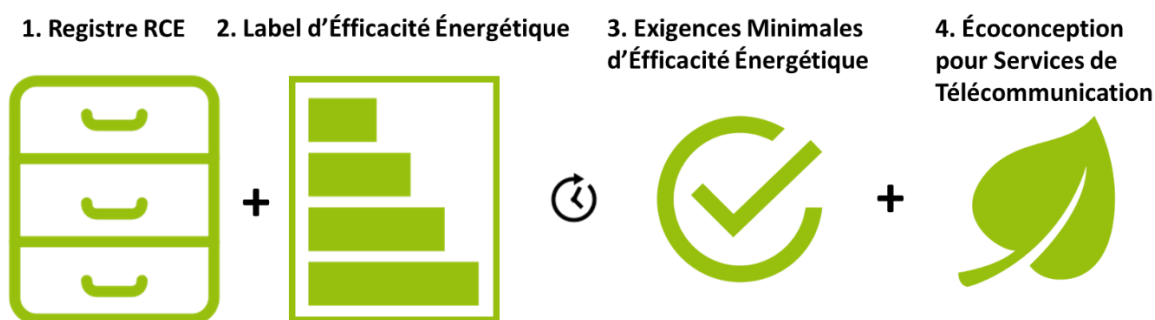 1. Registre RCE
2. Label d’Éfficacité Énergétique
3. Exigences Minimales
d’Éfficacité Énergétique
4. Écoconception
pour Services de
Télécommunication
+
+